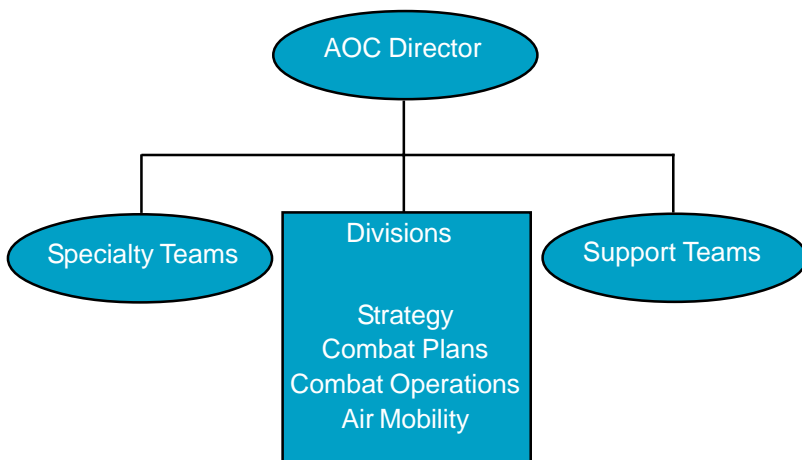 AOC Director
Specialty Teams
Divisions
Strategy
Combat Plans
Combat Operations
Air Mobility
Support Teams